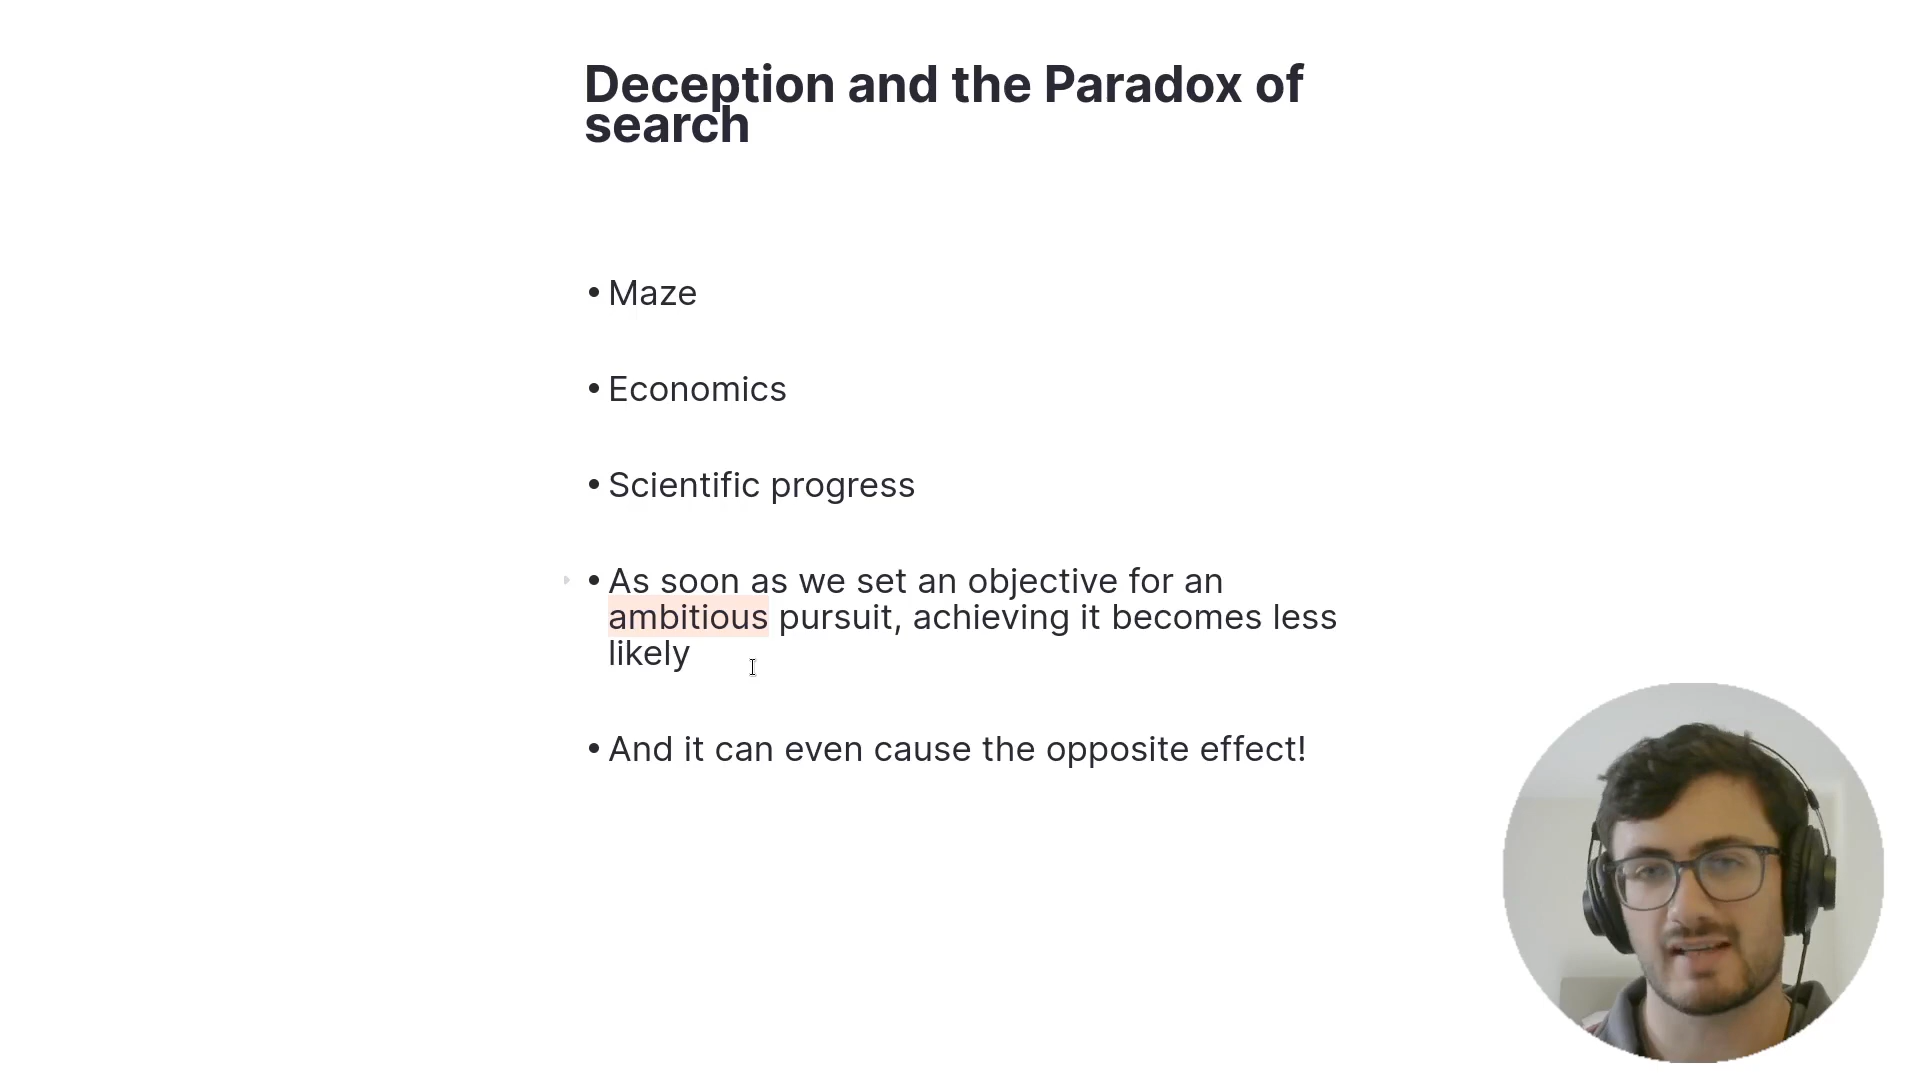 Deception and the Paradox of
search
• Maze
• Economics
• Scientific progress
• As soon as we set an objective for an
ambitious pursuit, achieving it becomes less
likely
• And it can even cause the opposite effect!